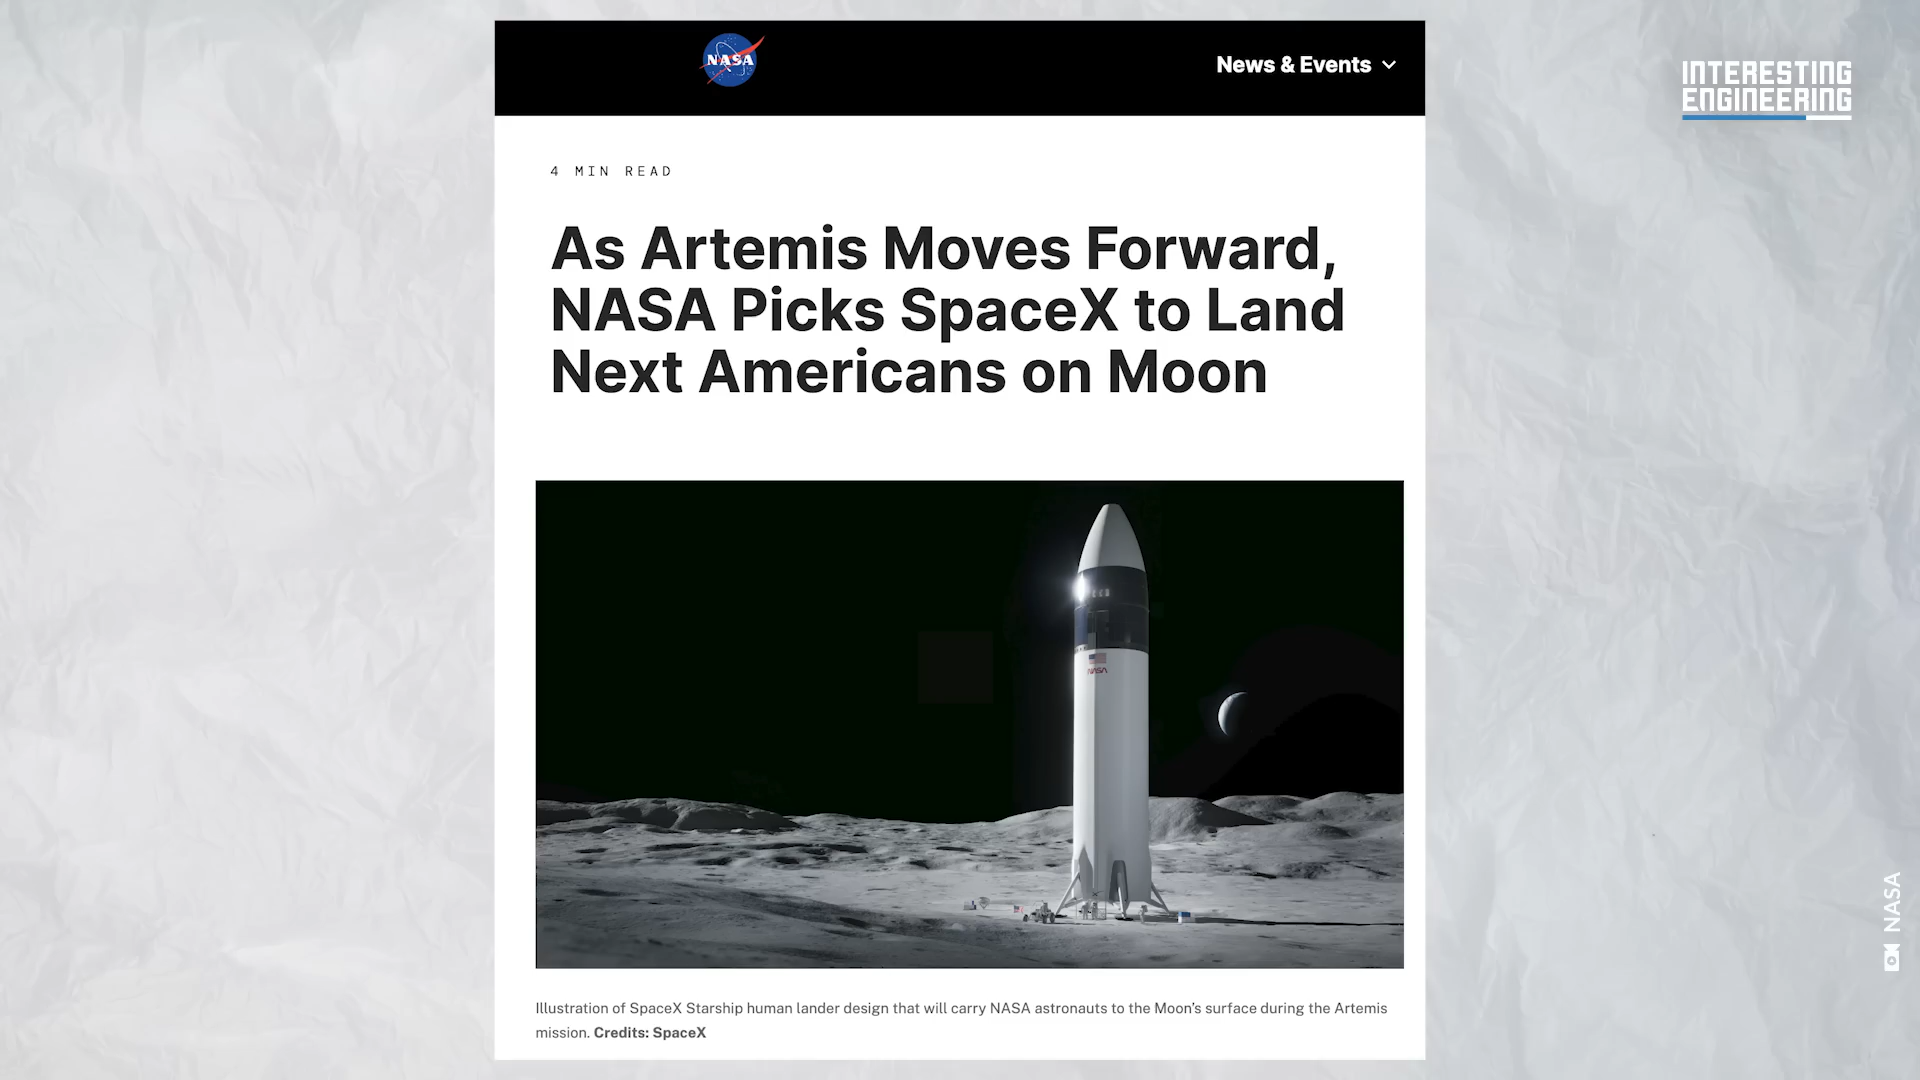 NASA
News & Events
INTERESTING
ENGINEERING
4 MIN READ
As Artemis Moves Forward,
NASA Picks SpaceX to Land
Next Americans on Moon
NASA
NASA
Illustration of SpaceX Starship human lander design that will carry NASA astronauts to the Moon's surface during the Artemis
mission. Credits: SpaceX